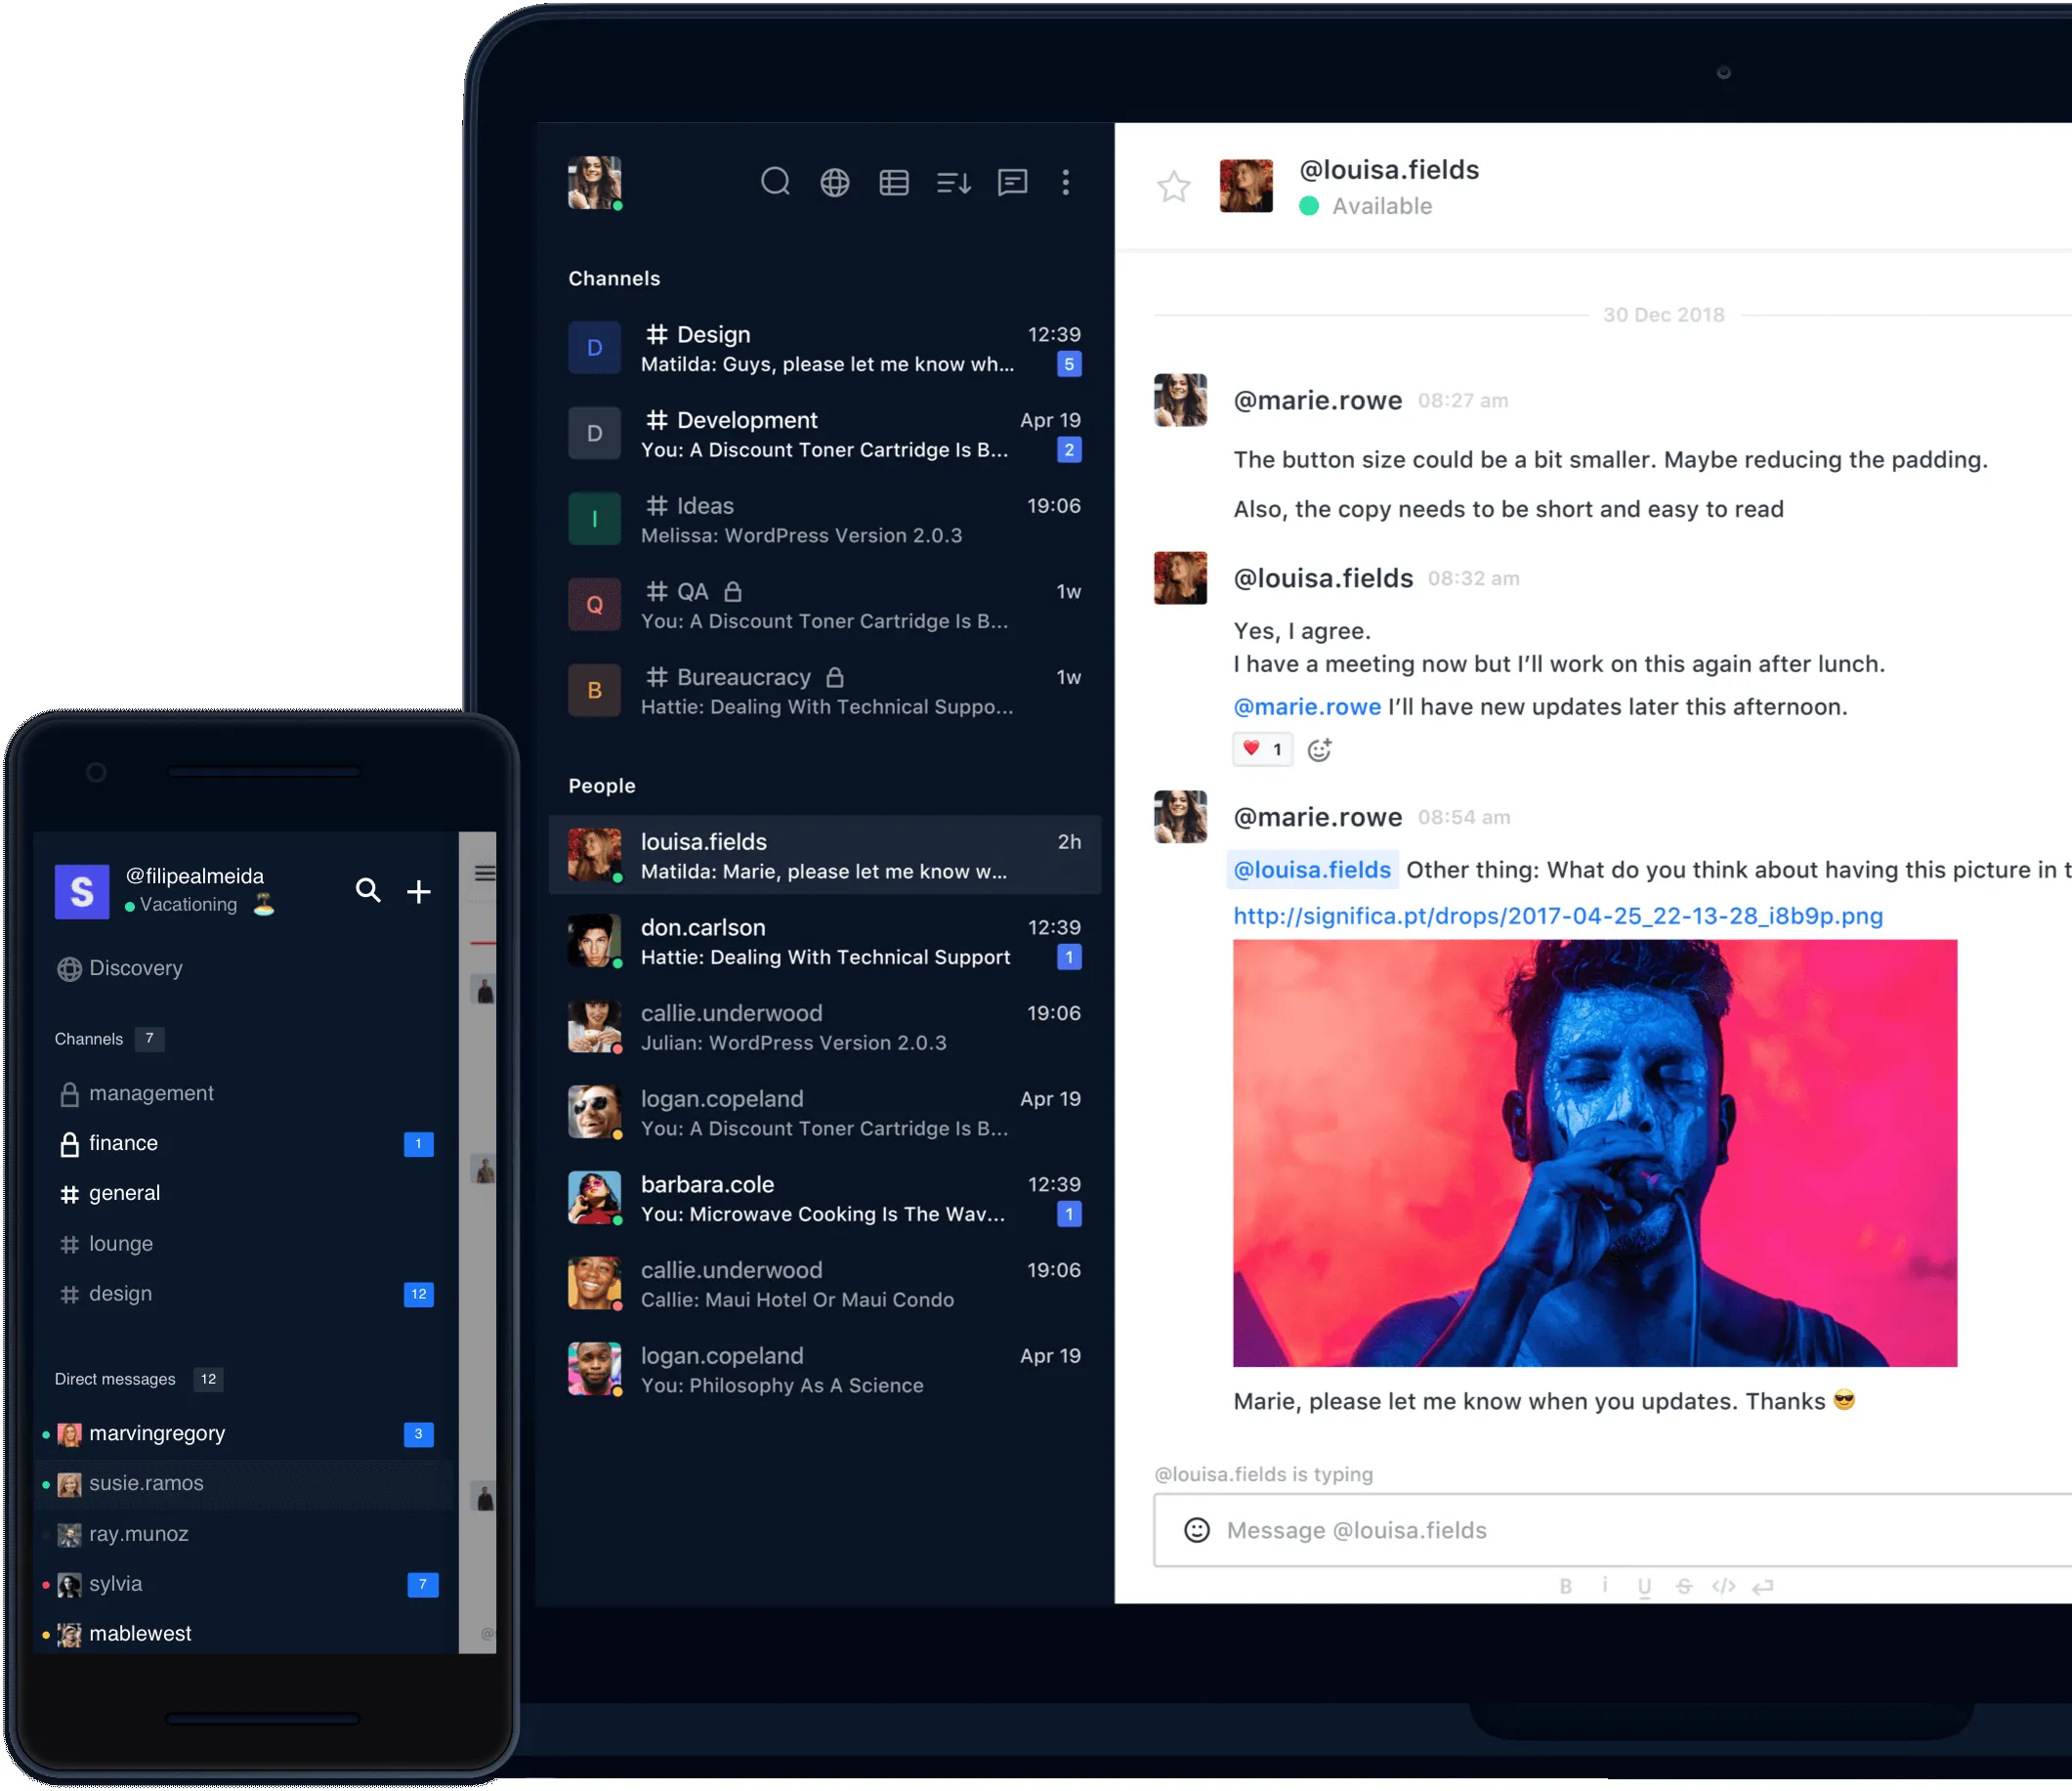 @louisa.fields
Available
Channels
D
Design
12:39
Matilda: Guys, please let me know wh...
5
D
Development
Apr 19
You: A Discount Toner Cartridge Is B...
2
I
Ideas
19:06
Melissa: WordPress Version 2.0.3
Q
QA
1w
You: A Discount Toner Cartridge Is B...
B
Bureaucracy
1w
Hattie: Dealing With Technical Suppo...
People
louisa.fields
2h
Matilda: Marie, please let me know w...
don.carlson
12:39
Hattie: Dealing With Technical Support
1
callie.underwood
19:06
Julian: WordPress Version 2.0.3
logan.copeland
Apr 19
You: A Discount Toner Cartridge Is B...
barbara.cole
12:39
You: Microwave Cooking Is The Wav...
1
callie.underwood
19:06
Callie: Maui Hotel Or Maui Condo
logan.copeland
Apr 19
You: Philosophy As A Science
30 Dec 2018
@marie.rowe 08:27 am
The button size could be a bit smaller. Maybe reducing the padding.
Also, the copy needs to be short and easy to read
@louisa.fields 08:32 am
Yes, I agree.
I have a meeting now but I’ll work on this again after lunch.
@marie.rowe I’ll have new updates later this afternoon.
1
@marie.rowe 08:54 am
@louisa.fields Other thing: What do you think about having this picture in t
http://significa.pt/drops/2017-04-25_22-13-28_i8b9p.png
Marie, please let me know when you updates. Thanks 😎
@louisa.fields is typing
Message @louisa.fields
B i U S </>
S
@filipealmeida
Vacationing 🏝️
Discovery
Channels 7
management
finance 1
# general
# lounge
# design 12
Direct messages 12
marvingregory 3
susie.ramos
ray.munoz
sylvia 7
mablewest